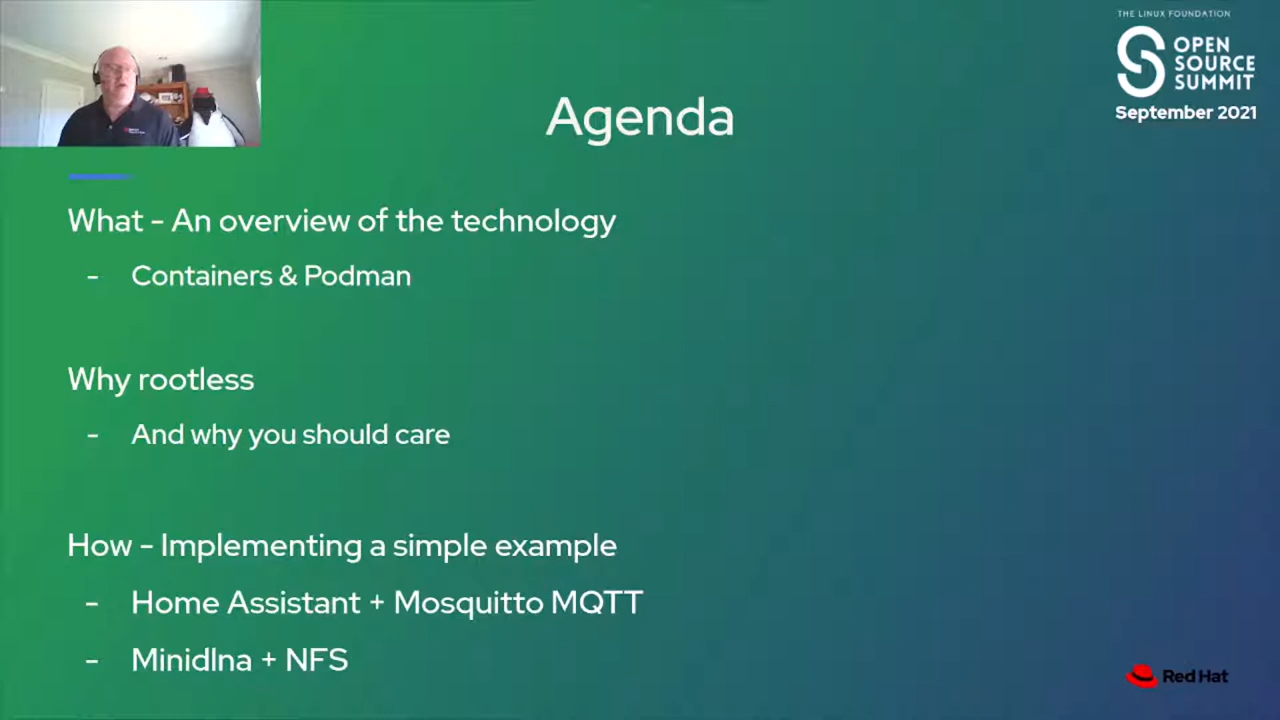 THE LINUX FOUNDATION
OPEN
SOURCE
SUMMIT
September 2021
Agenda
What - An overview of the technology
- Containers & Podman
Why rootless
- And why you should care
How - Implementing a simple example
- Home Assistant + Mosquitto MQTT
- Minidlna + NFS
Red Hat